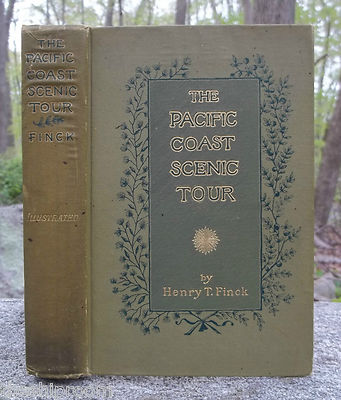 THE
PACIFIC
COAST
SCENIC
TOUR
FINCK
ILLUSTRATED
THE
PACIFIC
COAST
SCENIC
TOUR
by
Henry T. Finck